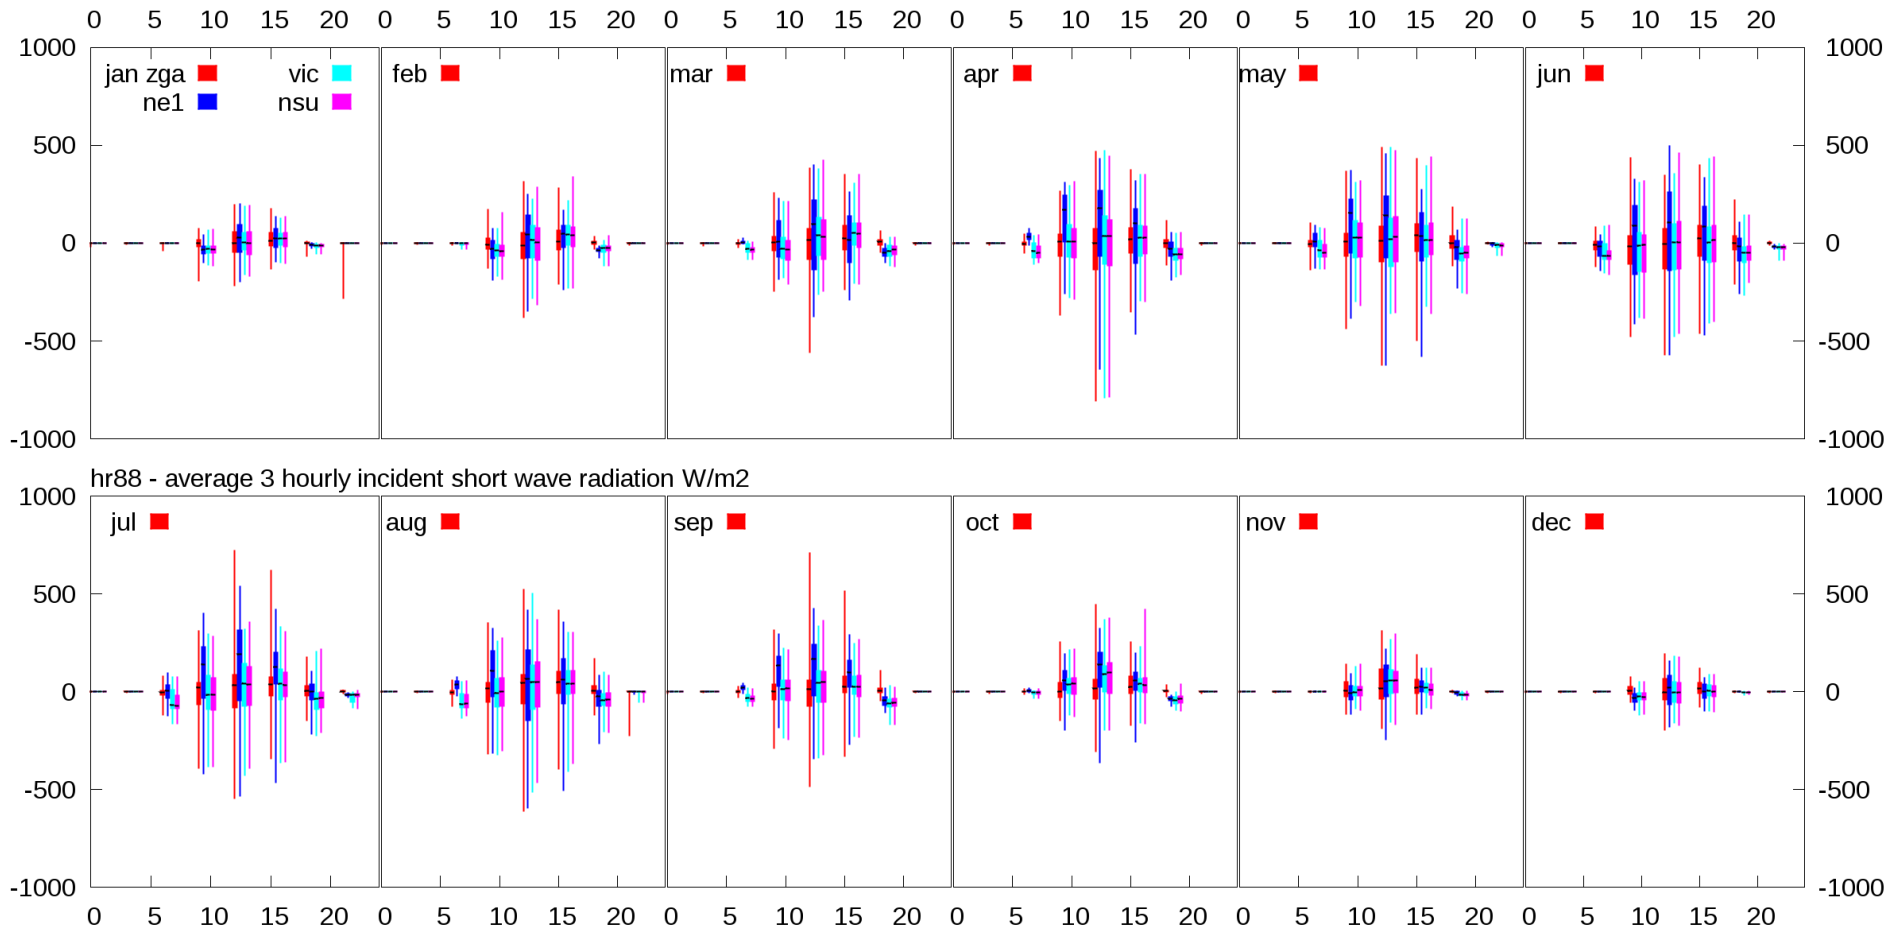 0 5 10 15 20 0 5 10 15 20 0 5 10 15 20 0 5 10 15 20 0 5 10 15 20 0 5 10 15 20
1000 1000
jan zga vic feb mar apr may jun
ne1 nsu
500 500
0 0
-500 -500
-1000 -1000
hr88 - average 3 hourly incident short wave radiation W/m2
1000 1000
jul aug sep oct nov dec
500 500
0 0
-500 -500
-1000 -1000
0 5 10 15 20 0 5 10 15 20 0 5 10 15 20 0 5 10 15 20 0 5 10 15 20 0 5 10 15 20